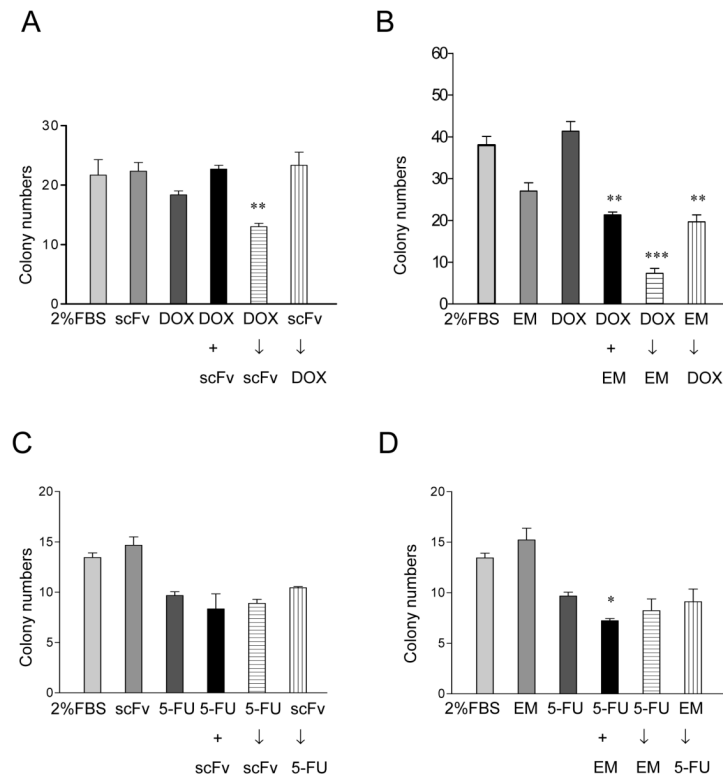 A
B
Colony numbers
30
20
10
0
**
2%FBS scFv DOX DOX DOX scFv
+ ↓ ↓
scFv scFv DOX
Colony numbers
60
50
40
30
20
10
0
** *** **
2%FBS EM DOX DOX DOX EM
+ ↓ ↓
EM EM DOX
C
D
Colony numbers
20
15
10
5
0
2%FBS scFv 5-FU 5-FU 5-FU scFv
+ ↓ ↓
scFv scFv 5-FU
Colony numbers
20
15
10
5
0
*
2%FBS EM 5-FU 5-FU 5-FU EM
+ ↓ ↓
EM EM 5-FU